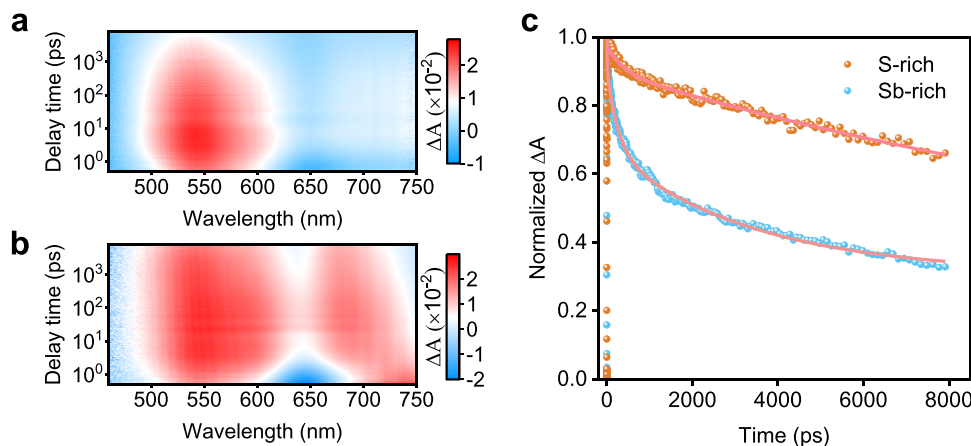 a
Delay time (ps)
10³
10²
10¹
10⁰
500 550 600 650 700 750
Wavelength (nm)
2
1
0
-1
ΔA (×10⁻²)
b
Delay time (ps)
10³
10²
10¹
10⁰
500 550 600 650 700 750
Wavelength (nm)
2
1
0
-1
-2
ΔA (×10⁻²)
c
Normalized ΔA
1.0
0.8
0.6
0.4
0.2
0.0
S-rich
Sb-rich
0 2000 4000 6000 8000
Time (ps)